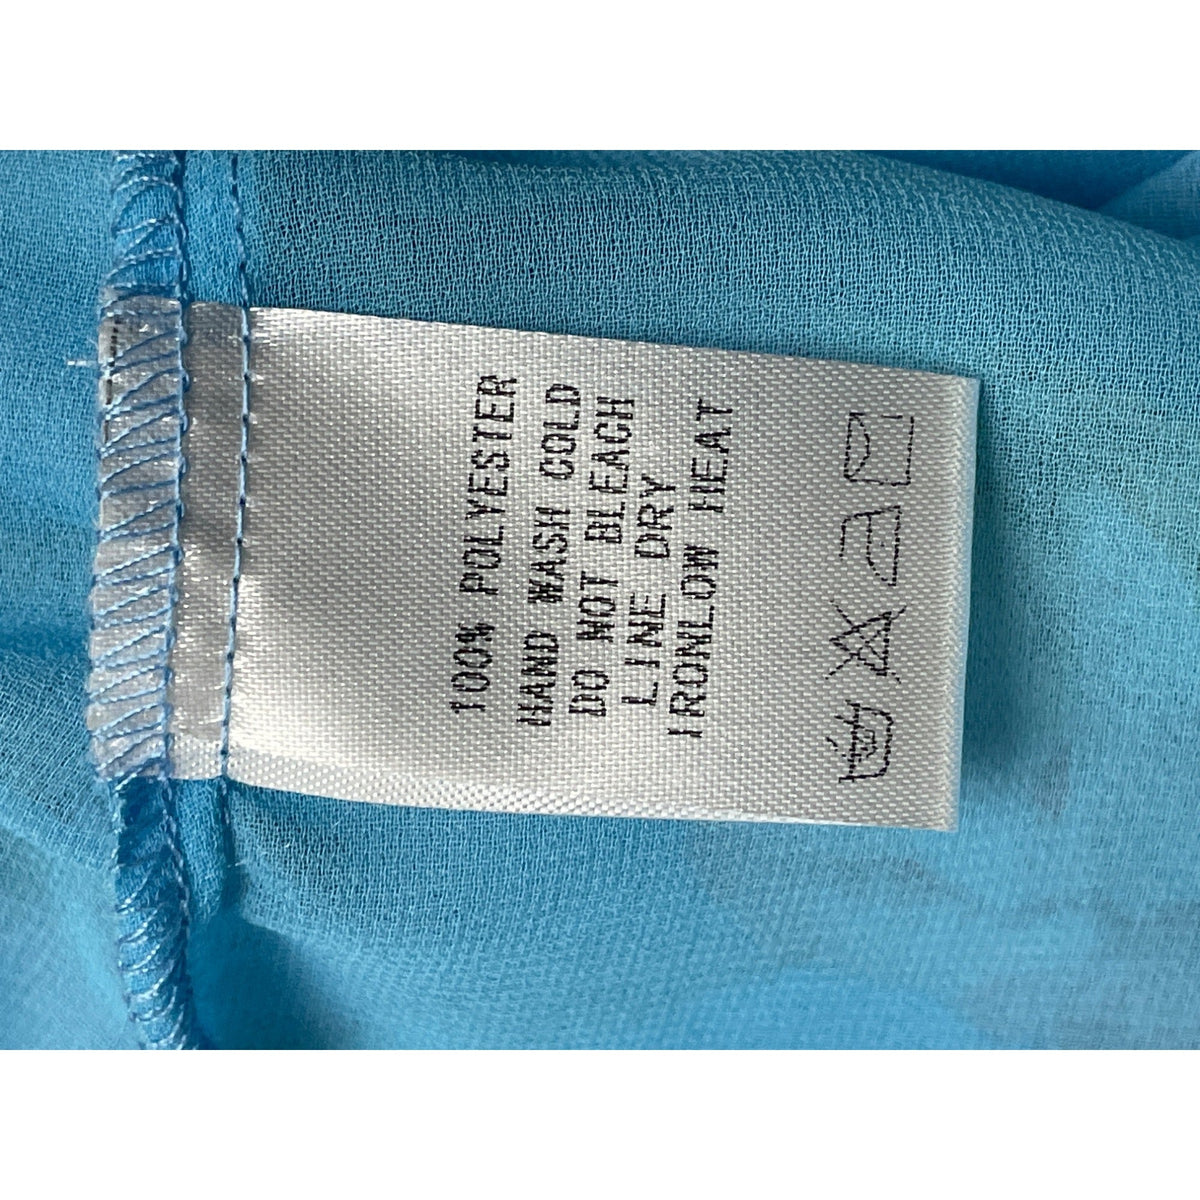 100% POLYESTER
HAND WASH COLD
DO NOT BLEACH
LINE DRY
IRONLOW HEAT